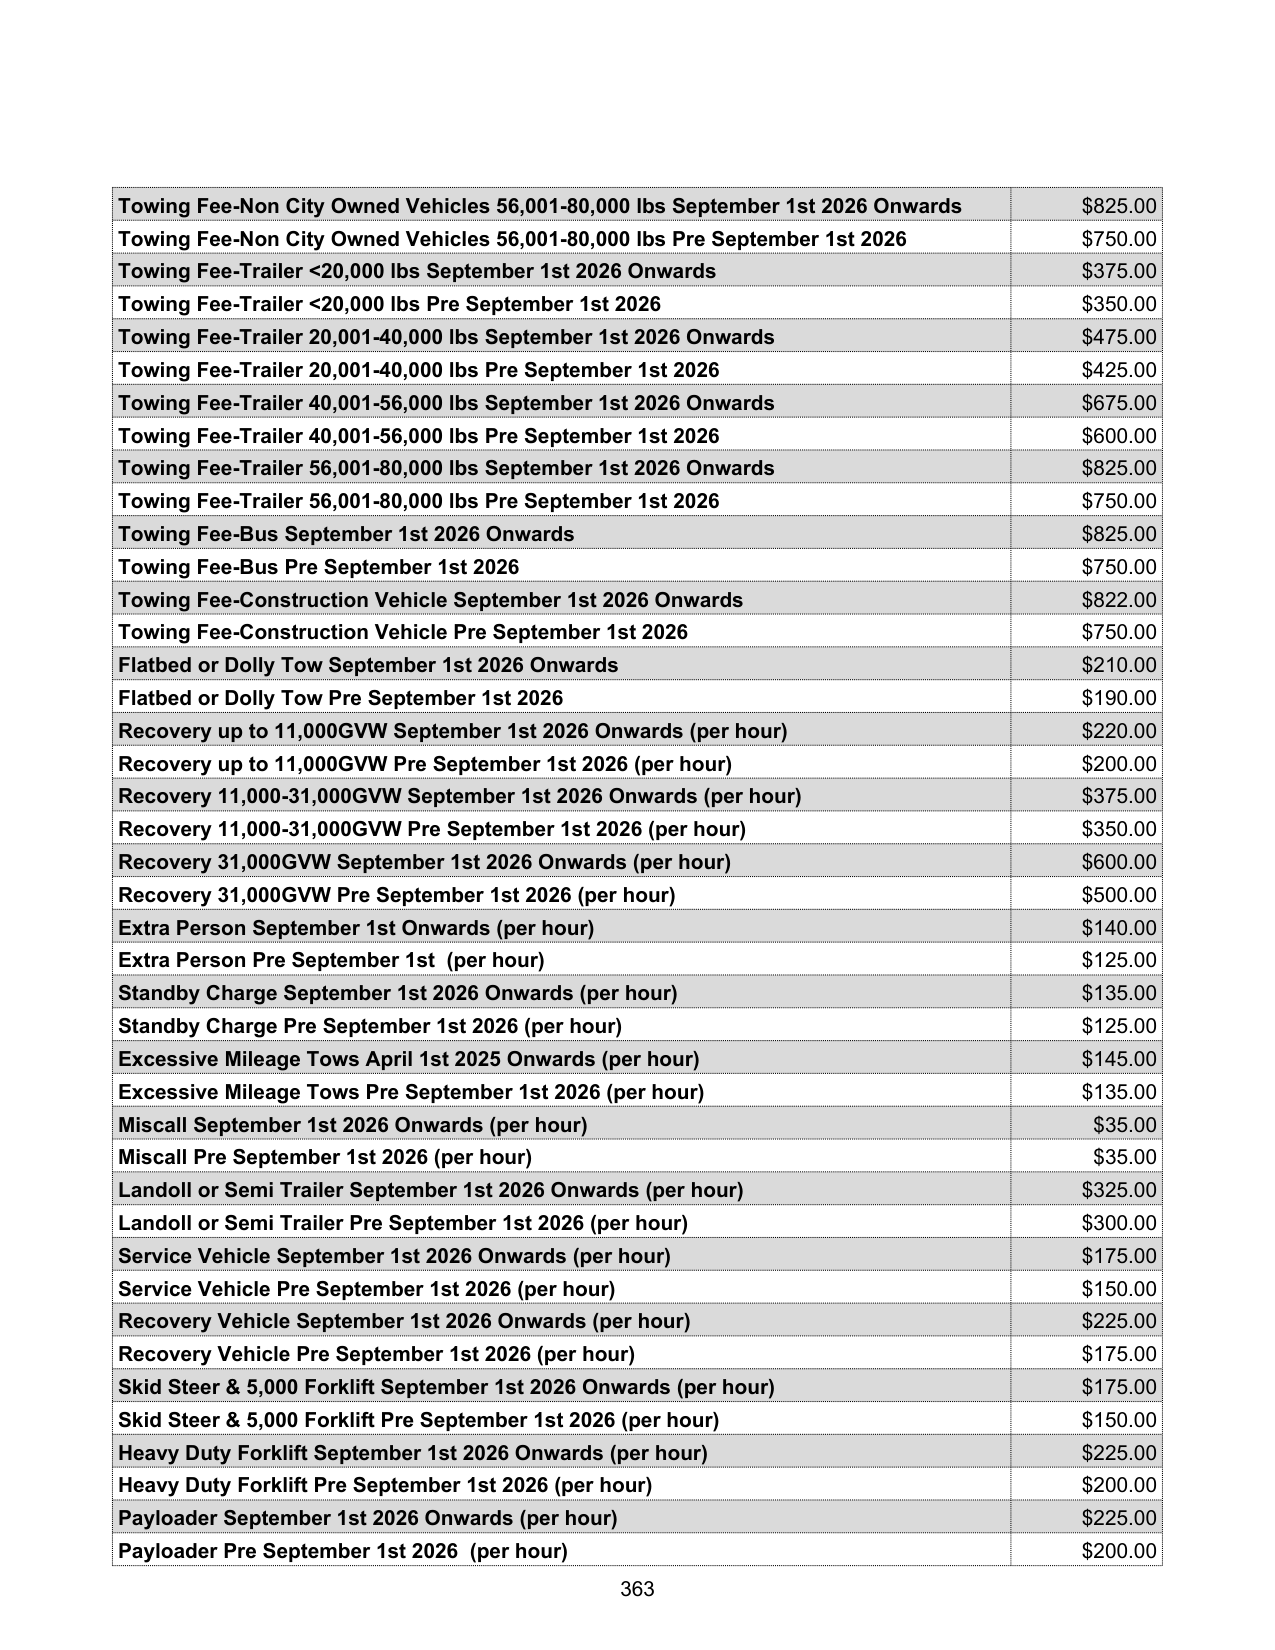 Towing Fee-Non City Owned Vehicles 56,001-80,000 lbs September 1st 2026 Onwards $825.00
Towing Fee-Non City Owned Vehicles 56,001-80,000 lbs Pre September 1st 2026 $750.00
Towing Fee-Trailer <20,000 lbs September 1st 2026 Onwards $375.00
Towing Fee-Trailer <20,000 lbs Pre September 1st 2026 $350.00
Towing Fee-Trailer 20,001-40,000 lbs September 1st 2026 Onwards $475.00
Towing Fee-Trailer 20,001-40,000 lbs Pre September 1st 2026 $425.00
Towing Fee-Trailer 40,001-56,000 lbs September 1st 2026 Onwards $675.00
Towing Fee-Trailer 40,001-56,000 lbs Pre September 1st 2026 $600.00
Towing Fee-Trailer 56,001-80,000 lbs September 1st 2026 Onwards $825.00
Towing Fee-Trailer 56,001-80,000 lbs Pre September 1st 2026 $750.00
Towing Fee-Bus September 1st 2026 Onwards $825.00
Towing Fee-Bus Pre September 1st 2026 $750.00
Towing Fee-Construction Vehicle September 1st 2026 Onwards $822.00
Towing Fee-Construction Vehicle Pre September 1st 2026 $750.00
Flatbed or Dolly Tow September 1st 2026 Onwards $210.00
Flatbed or Dolly Tow Pre September 1st 2026 $190.00
Recovery up to 11,000GVW September 1st 2026 Onwards (per hour) $220.00
Recovery up to 11,000GVW Pre September 1st 2026 (per hour) $200.00
Recovery 11,000-31,000GVW September 1st 2026 Onwards (per hour) $375.00
Recovery 11,000-31,000GVW Pre September 1st 2026 (per hour) $350.00
Recovery 31,000GVW September 1st 2026 Onwards (per hour) $600.00
Recovery 31,000GVW Pre September 1st 2026 (per hour) $500.00
Extra Person September 1st Onwards (per hour) $140.00
Extra Person Pre September 1st  (per hour) $125.00
Standby Charge September 1st 2026 Onwards (per hour) $135.00
Standby Charge Pre September 1st 2026 (per hour) $125.00
Excessive Mileage Tows April 1st 2025 Onwards (per hour) $145.00
Excessive Mileage Tows Pre September 1st 2026 (per hour) $135.00
Miscall September 1st 2026 Onwards (per hour) $35.00
Miscall Pre September 1st 2026 (per hour) $35.00
Landoll or Semi Trailer September 1st 2026 Onwards (per hour) $325.00
Landoll or Semi Trailer Pre September 1st 2026 (per hour) $300.00
Service Vehicle September 1st 2026 Onwards (per hour) $175.00
Service Vehicle Pre September 1st 2026 (per hour) $150.00
Recovery Vehicle September 1st 2026 Onwards (per hour) $225.00
Recovery Vehicle Pre September 1st 2026 (per hour) $175.00
Skid Steer & 5,000 Forklift September 1st 2026 Onwards (per hour) $175.00
Skid Steer & 5,000 Forklift Pre September 1st 2026 (per hour) $150.00
Heavy Duty Forklift September 1st 2026 Onwards (per hour) $225.00
Heavy Duty Forklift Pre September 1st 2026 (per hour) $200.00
Payloader September 1st 2026 Onwards (per hour) $225.00
Payloader Pre September 1st 2026  (per hour) $200.00
363